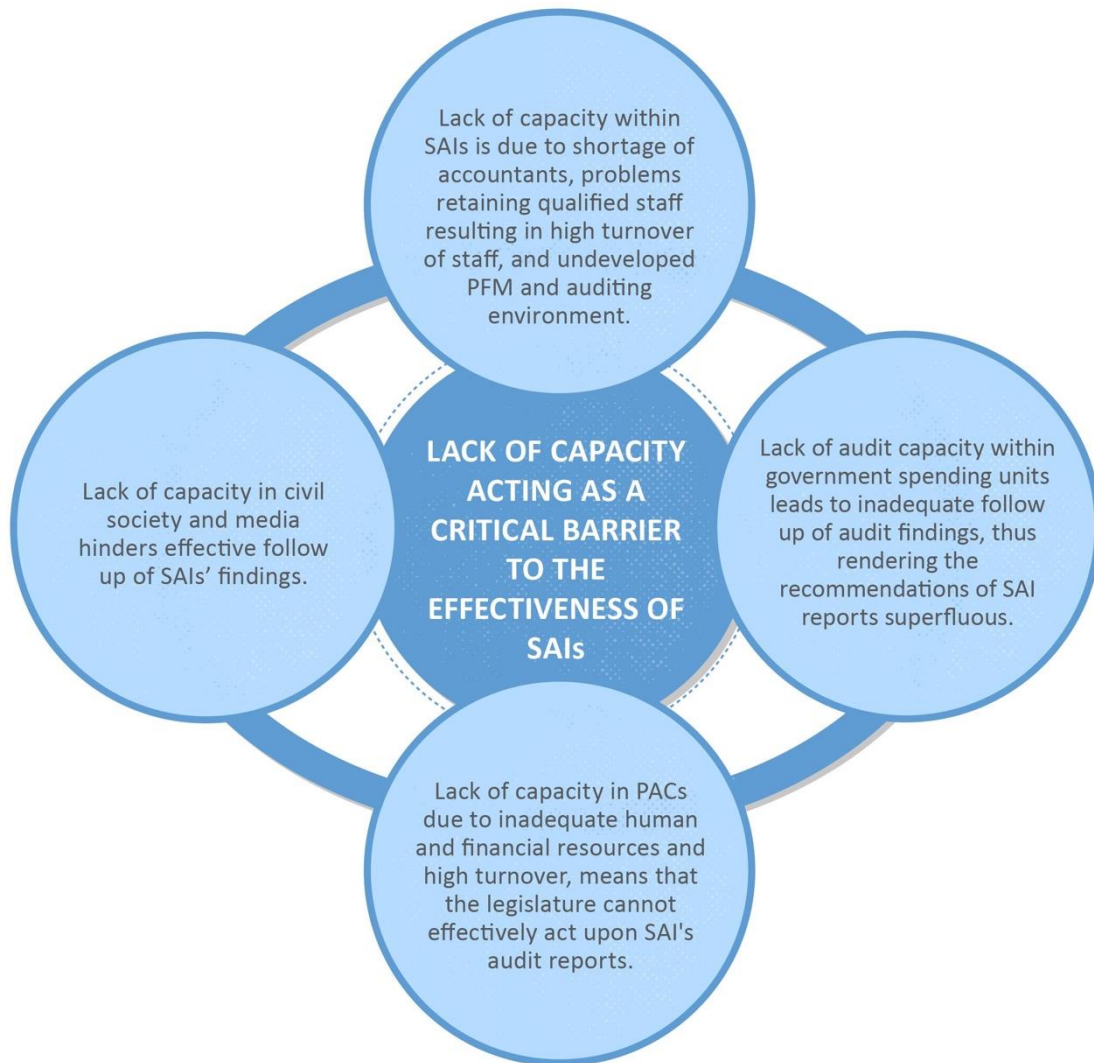 Lack of capacity within
SAIs is due to shortage of
accountants, problems
retaining qualified staff
resulting in high turnover
of staff, and undeveloped
PFM and auditing
environment.
Lack of capacity in civil
society and media
hinders effective follow
up of SAIs’ findings.
LACK OF CAPACITY
ACTING AS A
CRITICAL BARRIER
TO THE
EFFECTIVENESS OF
SAIs
Lack of audit capacity within
government spending units
leads to inadequate follow
up of audit findings, thus
rendering the
recommendations of SAI
reports superfluous.
Lack of capacity in PACs
due to inadequate human
and financial resources and
high turnover, means that
the legislature cannot
effectively act upon SAI's
audit reports.